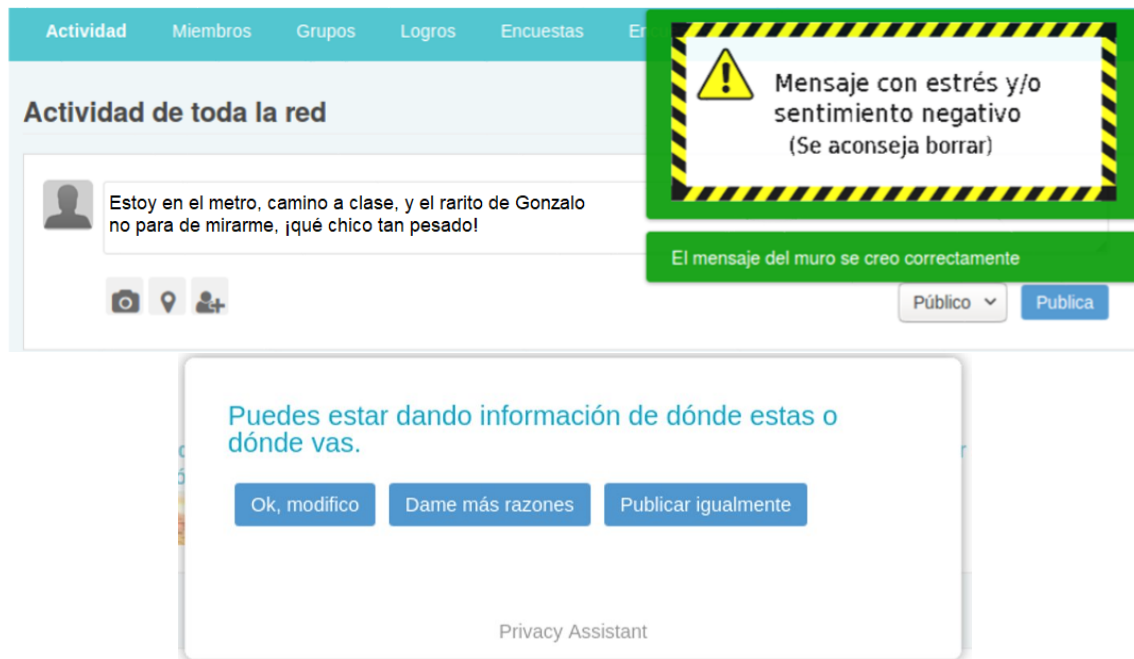 Actividad Miembros Grupos Logros Encuestas
Mensaje con estrés y/o
sentimiento negativo
(Se aconseja borrar)
Actividad de toda la red
Estoy en el metro, camino a clase, y el rarito de Gonzalo
no para de mirarme, ¡qué chico tan pesado!
El mensaje del muro se creo correctamente
Público Publica
Puedes estar dando información de dónde estas o
dónde vas.
Ok, modifico Dame más razones Publicar igualmente
Privacy Assistant